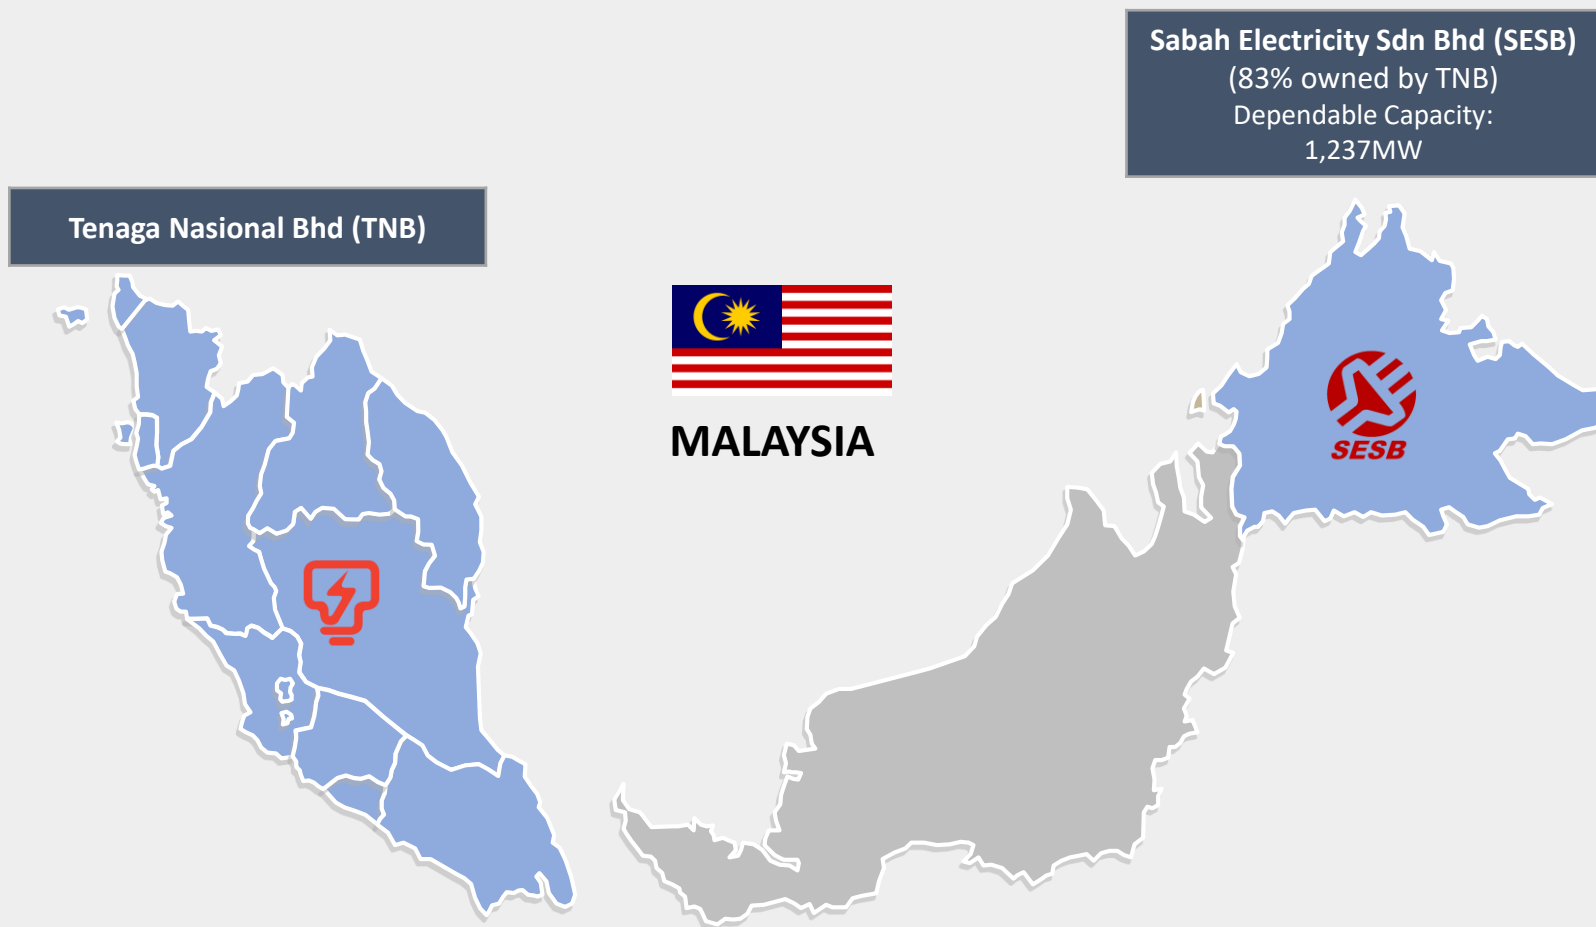 Sabah Electricity Sdn Bhd (SESB)
(83% owned by TNB)
Dependable Capacity:
1,237MW
Tenaga Nasional Bhd (TNB)
MALAYSIA
SESB